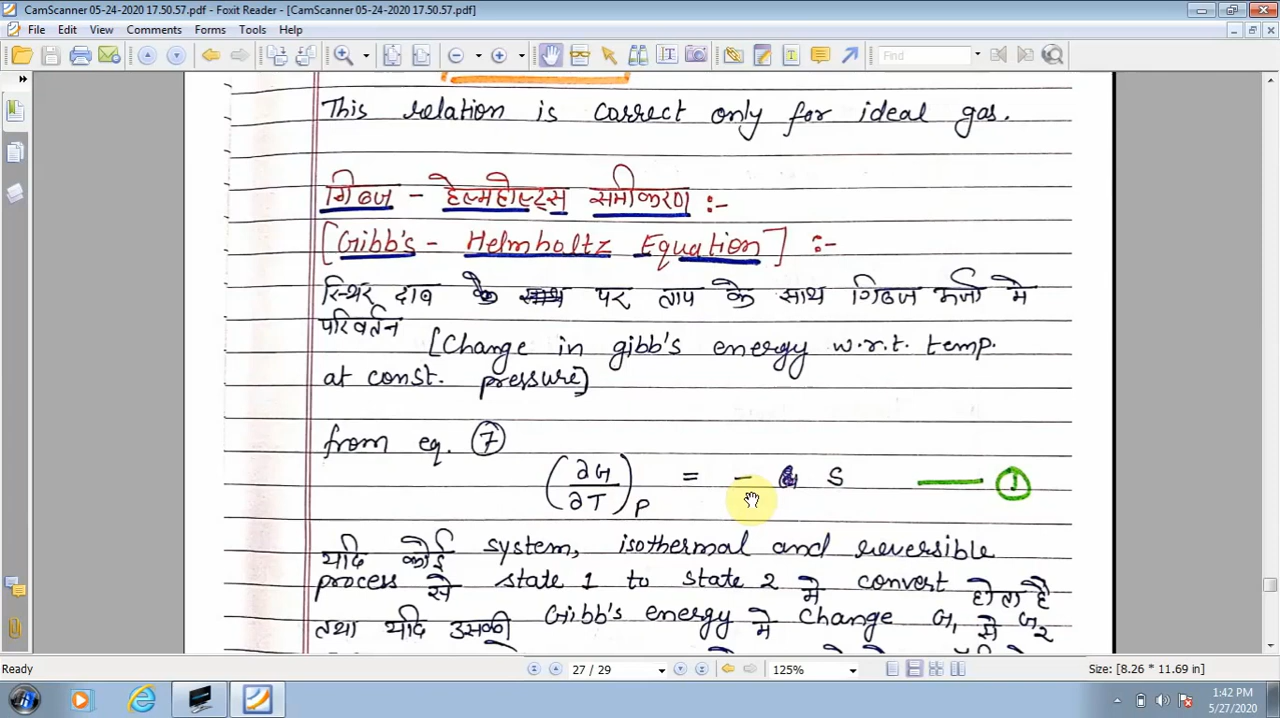 CamScanner 05-24-2020 17.50.57.pdf - Foxit Reader - [CamScanner 05-24-2020 17.50.57.pdf]
File Edit View Comments Forms Tools Help
Find
This relation is correct only for ideal gas.
गिब्ज - हेल्महोल्ट्स समीकरण :-
[Gibb's - Helmholtz Equation] :-
स्थिर दाब पर ताप के साथ गिब्ज ऊर्जा मे
परिवर्तन
[Change in gibb's energy w.r.t. temp.
at const. pressure]
from eq. ⑦
(∂G/∂T)P = - S —— ①
यदि कोई system, isothermal and reversible
process से state 1 to state 2 मे convert होता है
तथा यदि उसकी Gibb's energy मे change G1 से G2
Ready 27 / 29 125% Size: [8.26 * 11.69 in]
1:42 PM
5/27/2020